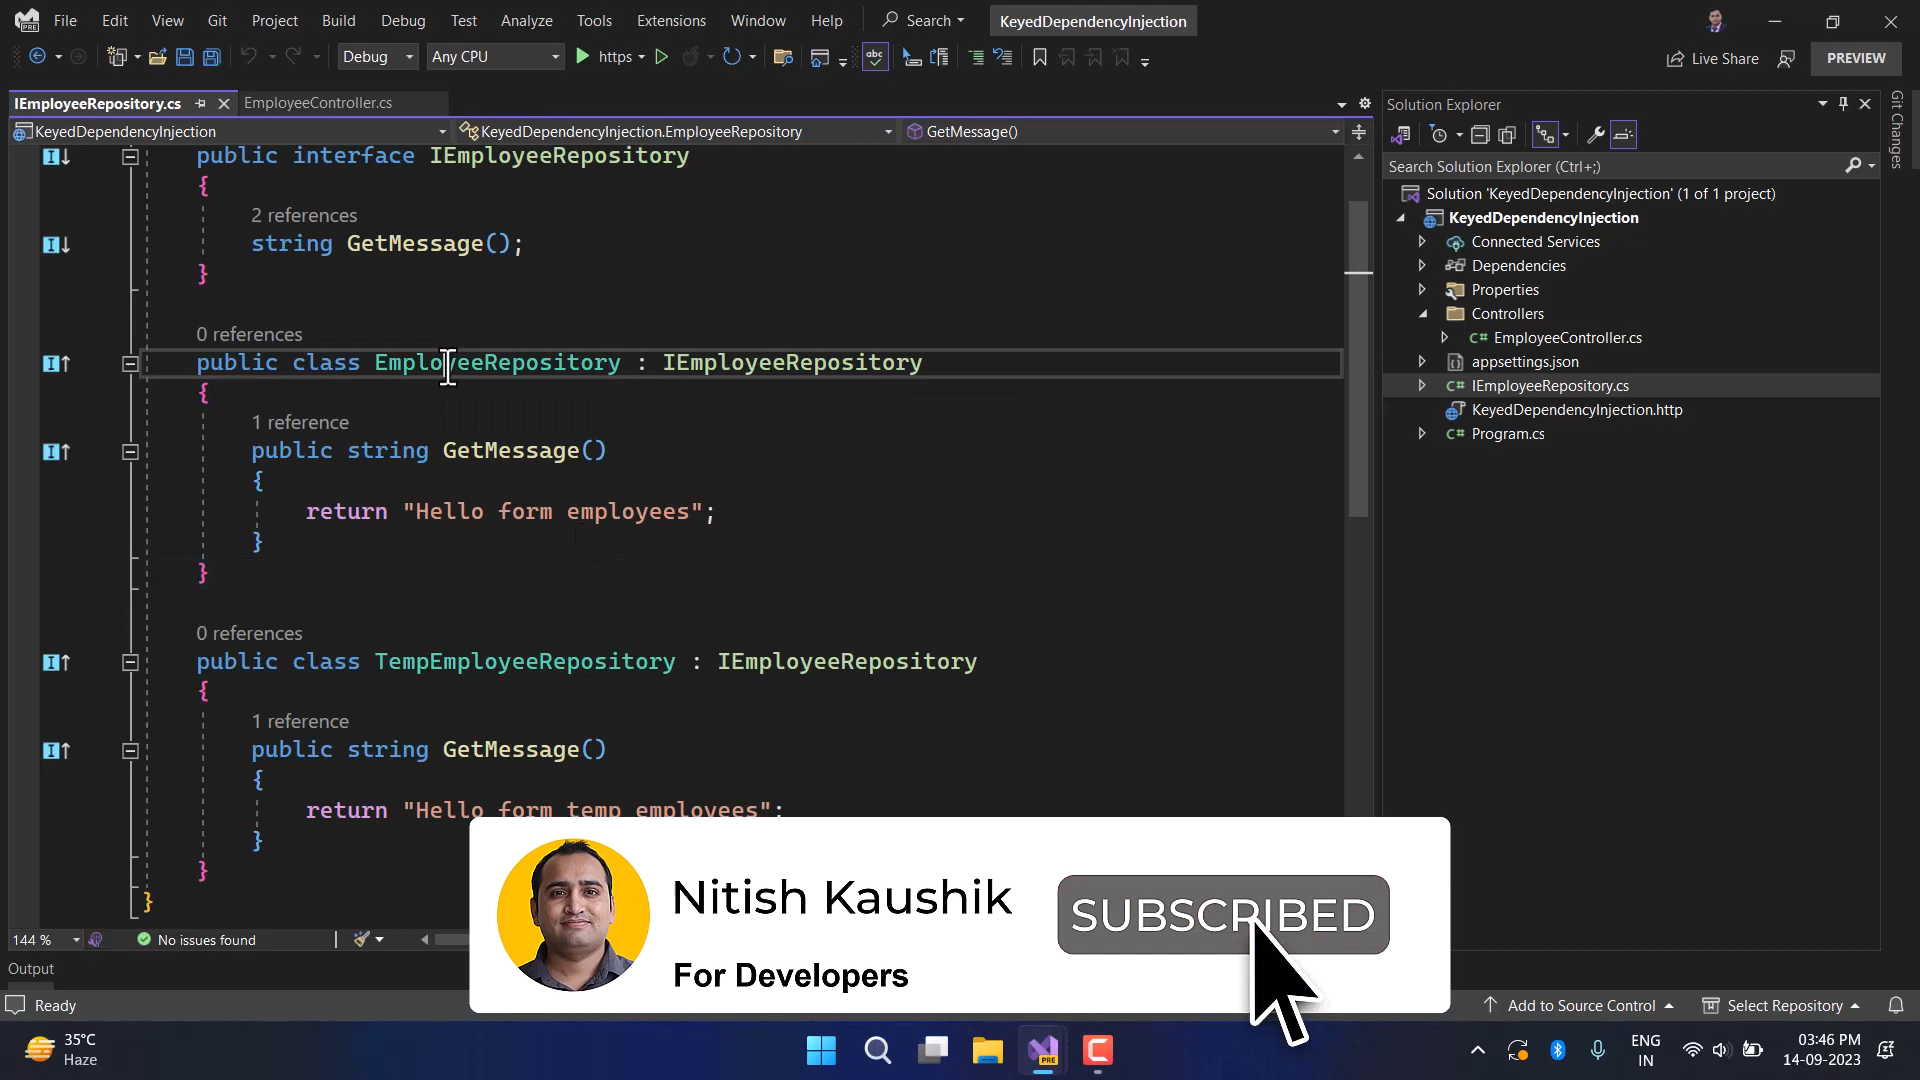 File Edit View Git Project Build Debug Test Analyze Tools Extensions Window Help Search KeyedDependencyInjection
Debug Any CPU https Live Share PREVIEW
IEmployeeRepository.cs EmployeeController.cs
KeyedDependencyInjection KeyedDependencyInjection.EmployeeRepository GetMessage()
public interface IEmployeeRepository
{
2 references
string GetMessage();
}
0 references
public class EmployeeRepository : IEmployeeRepository
{
1 reference
public string GetMessage()
{
return "Hello form employees";
}
}
0 references
public class TempEmployeeRepository : IEmployeeRepository
{
1 reference
public string GetMessage()
{
return "Hello form temp employees";
}
}
}
144 % No issues found
Output
Ready
Solution Explorer
Search Solution Explorer (Ctrl+;)
Solution 'KeyedDependencyInjection' (1 of 1 project)
KeyedDependencyInjection
Connected Services
Dependencies
Properties
Controllers
C# EmployeeController.cs
appsettings.json
C# IEmployeeRepository.cs
KeyedDependencyInjection.http
C# Program.cs
Git Changes
Nitish Kaushik
For Developers
SUBSCRIBED
Add to Source Control Select Repository
35°C
Haze
PRE
ENG
IN
03:46 PM
14-09-2023